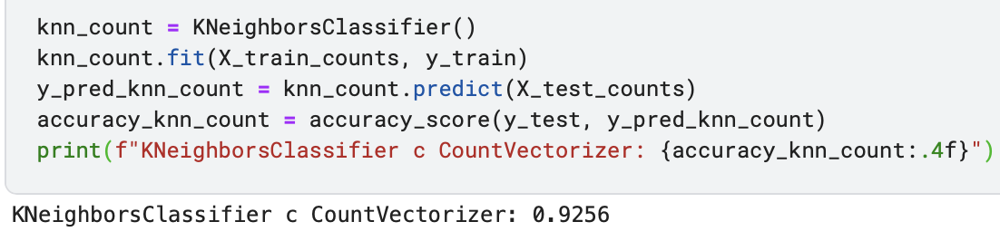 knn_count = KNeighborsClassifier()
knn_count.fit(X_train_counts, y_train)
y_pred_knn_count = knn_count.predict(X_test_counts)
accuracy_knn_count = accuracy_score(y_test, y_pred_knn_count)
print(f"KNeighborsClassifier с CountVectorizer: {accuracy_knn_count:.4f}")
KNeighborsClassifier с CountVectorizer: 0.9256